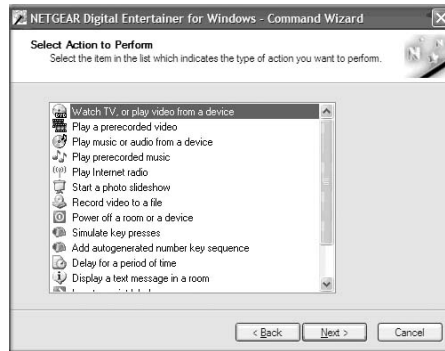 NETGEAR Digital Entertainer for Windows - Command Wizard
Select Action to Perform
Select the item in the list which indicates the type of action you want to perform.
Watch TV, or play video from a device
Play a prerecorded video
Play music or audio from a device
Play prerecorded music
Play Internet radio
Start a photo slideshow
Record video to a file
Power off a room or a device
Simulate key presses
Add autogenerated number key sequence
Delay for a period of time
Display a text message in a room
< Back
Next >
Cancel